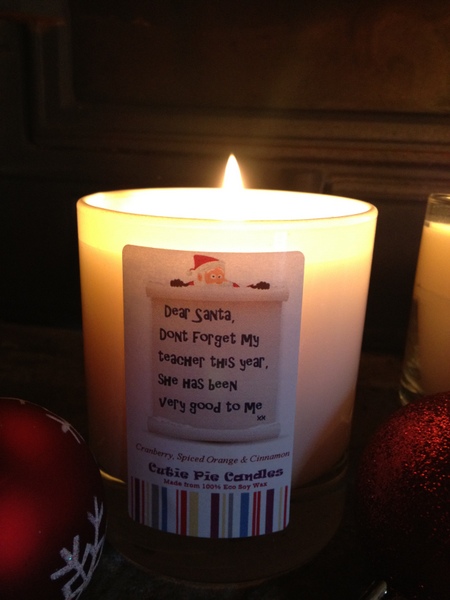 Dear Santa,
Dont Forget My
teacher this year,
She Has been
Very good to Me
xx
Cranberry, Spiced Orange & Cinnamon
Cutie Pie Candles
Made from 100% Eco Soy Wax